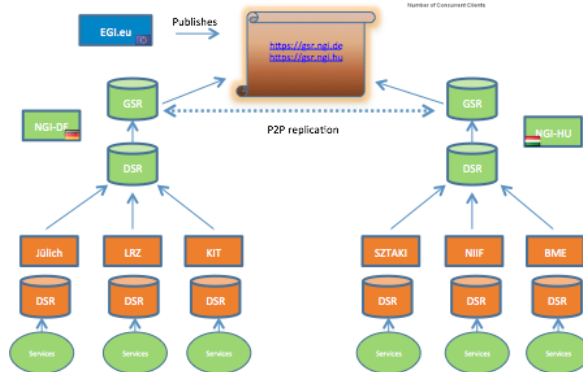 Number of Concurrent Clients
EGI.eu
Publishes
https://gsr.ngi.de
https://gsr.ngi.hu
GSR
GSR
NGI-DE
P2P replication
NGI-HU
DSR
DSR
Jülich
LRZ
KIT
SZTAKI
NIIF
BME
DSR
DSR
DSR
DSR
DSR
DSR
Services
Services
Services
Services
Services
Services